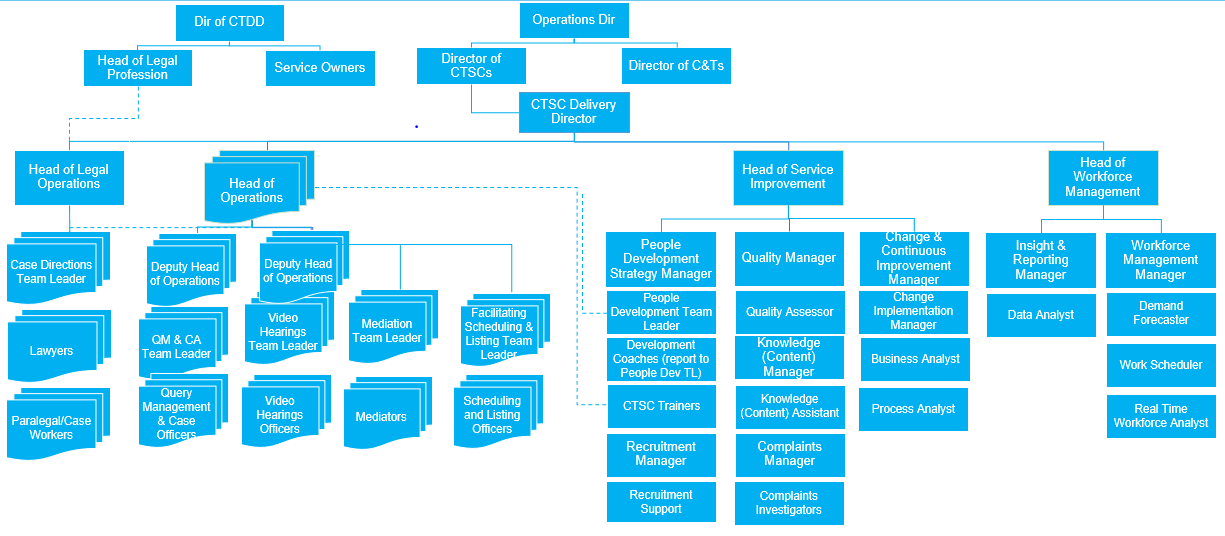 Dir of CTDD
Operations Dir
Head of Legal
Profession
Service Owners
Director of
CTSCs
Director of C&Ts
CTSC Delivery
Director
Head of Legal
Operations
Head of
Operations
Head of Service
Improvement
Head of
Workforce
Management
Case Directions
Team Leader
Lawyers
Paralegal/Case
Workers
Deputy Head
of Operations
QM & CA
Team Leader
Query
Management
& Case
Officers
Deputy Head
of Operations
Video
Hearings
Team Leader
Video
Hearings
Officers
Mediation
Team Leader
Mediators
Facilitating
Scheduling &
Listing Team
Leader
Scheduling
and Listing
Officers
People
Development
Strategy Manager
People
Development Team
Leader
Development
Coaches (report to
People Dev TL)
CTSC Trainers
Recruitment
Manager
Recruitment
Support
Quality Manager
Quality Assessor
Knowledge
(Content)
Manager
Knowledge
(Content) Assistant
Complaints
Manager
Complaints
Investigators
Change &
Continuous
Improvement
Manager
Change
Implementation
Manager
Business Analyst
Process Analyst
Insight &
Reporting
Manager
Data Analyst
Workforce
Management
Manager
Demand
Forecaster
Work Scheduler
Real Time
Workforce Analyst